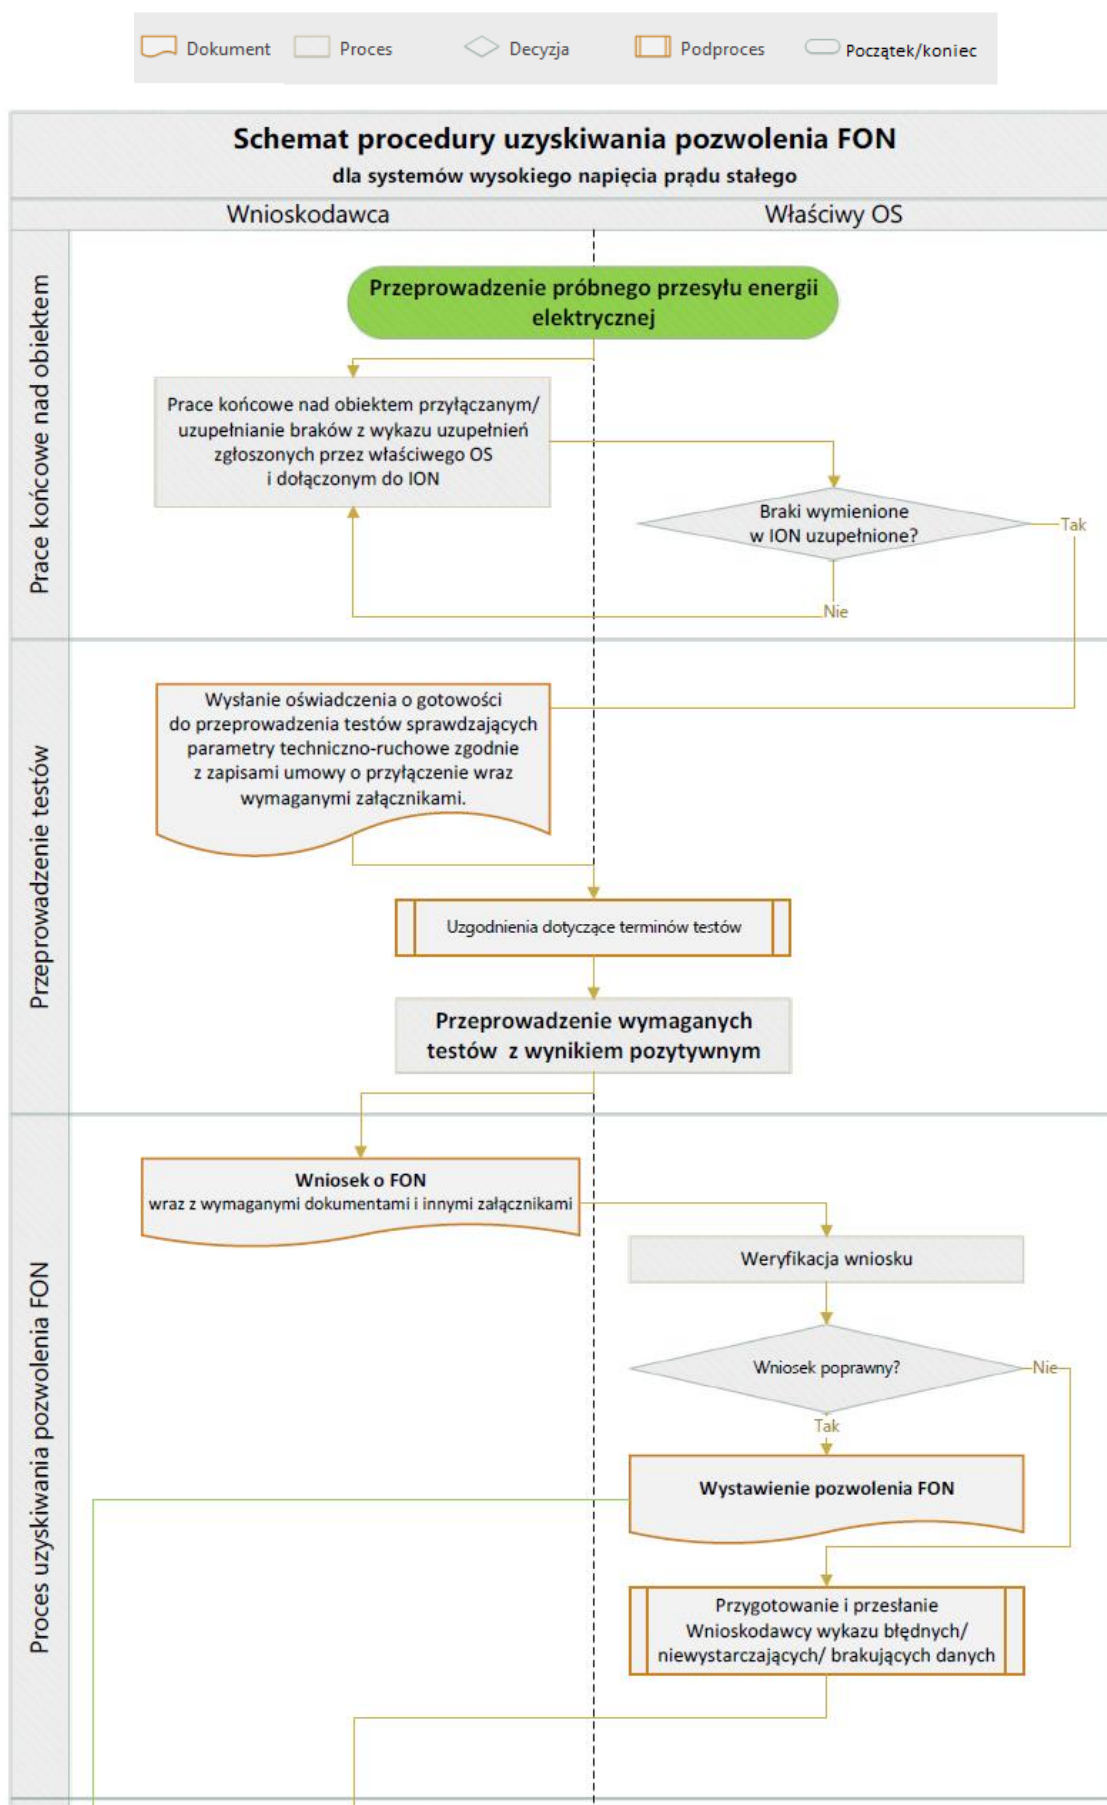 Dokument
Proces
Decyzja
Podproces
Początek/koniec
Schemat procedury uzyskiwania pozwolenia FON
dla systemów wysokiego napięcia prądu stałego
Wnioskodawca
Właściwy OS
Prace końcowe nad obiektem
Przeprowadzenie próbnego przesyłu energii
elektrycznej
Prace końcowe nad obiektem przyłączanym/
uzupełnianie braków z wykazu uzupełnień
zgłoszonych przez właściwego OS
i dołączonym do ION
Braki wymienione
w ION uzupełnione?
Tak
Nie
Przeprowadzenie testów
Wysłanie oświadczenia o gotowości
do przeprowadzenia testów sprawdzających
parametry techniczno-ruchowe zgodnie
z zapisami umowy o przyłączenie wraz
wymaganymi załącznikami.
Uzgodnienia dotyczące terminów testów
Przeprowadzenie wymaganych
testów z wynikiem pozytywnym
Proces uzyskiwania pozwolenia FON
Wniosek o FON
wraz z wymaganymi dokumentami i innymi załącznikami
Weryfikacja wniosku
Wniosek poprawny?
Nie
Tak
Wystawienie pozwolenia FON
Przygotowanie i przesłanie
Wnioskodawcy wykazu błędnych/
niewystarczających/ brakujących danych